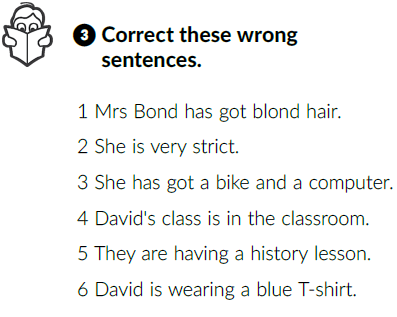 3 Correct these wrong
sentences.
1 Mrs Bond has got blond hair.
2 She is very strict.
3 She has got a bike and a computer.
4 David's class is in the classroom.
5 They are having a history lesson.
6 David is wearing a blue T-shirt.